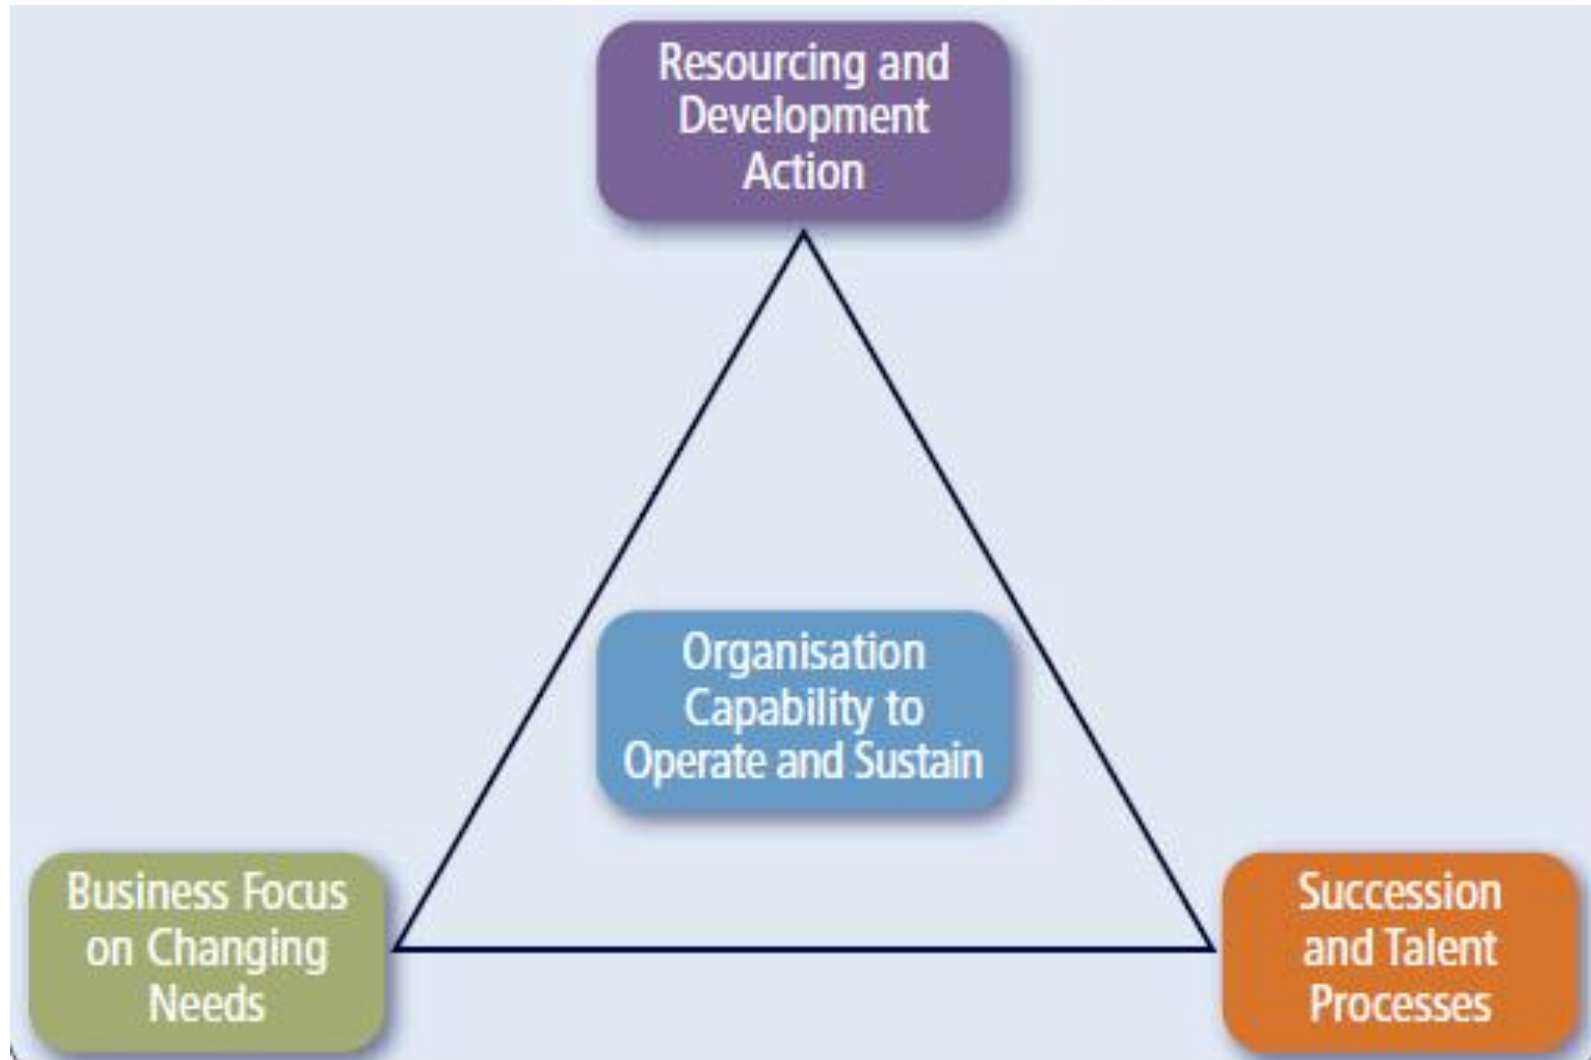 Resourcing and
Development
Action
Organisation
Capability to
Operate and Sustain
Business Focus
on Changing
Needs
Succession
and Talent
Processes